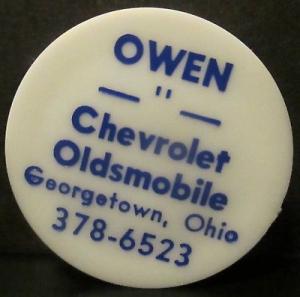 OWEN
— " —
Chevrolet
Oldsmobile
Georgetown, Ohio
378-6523